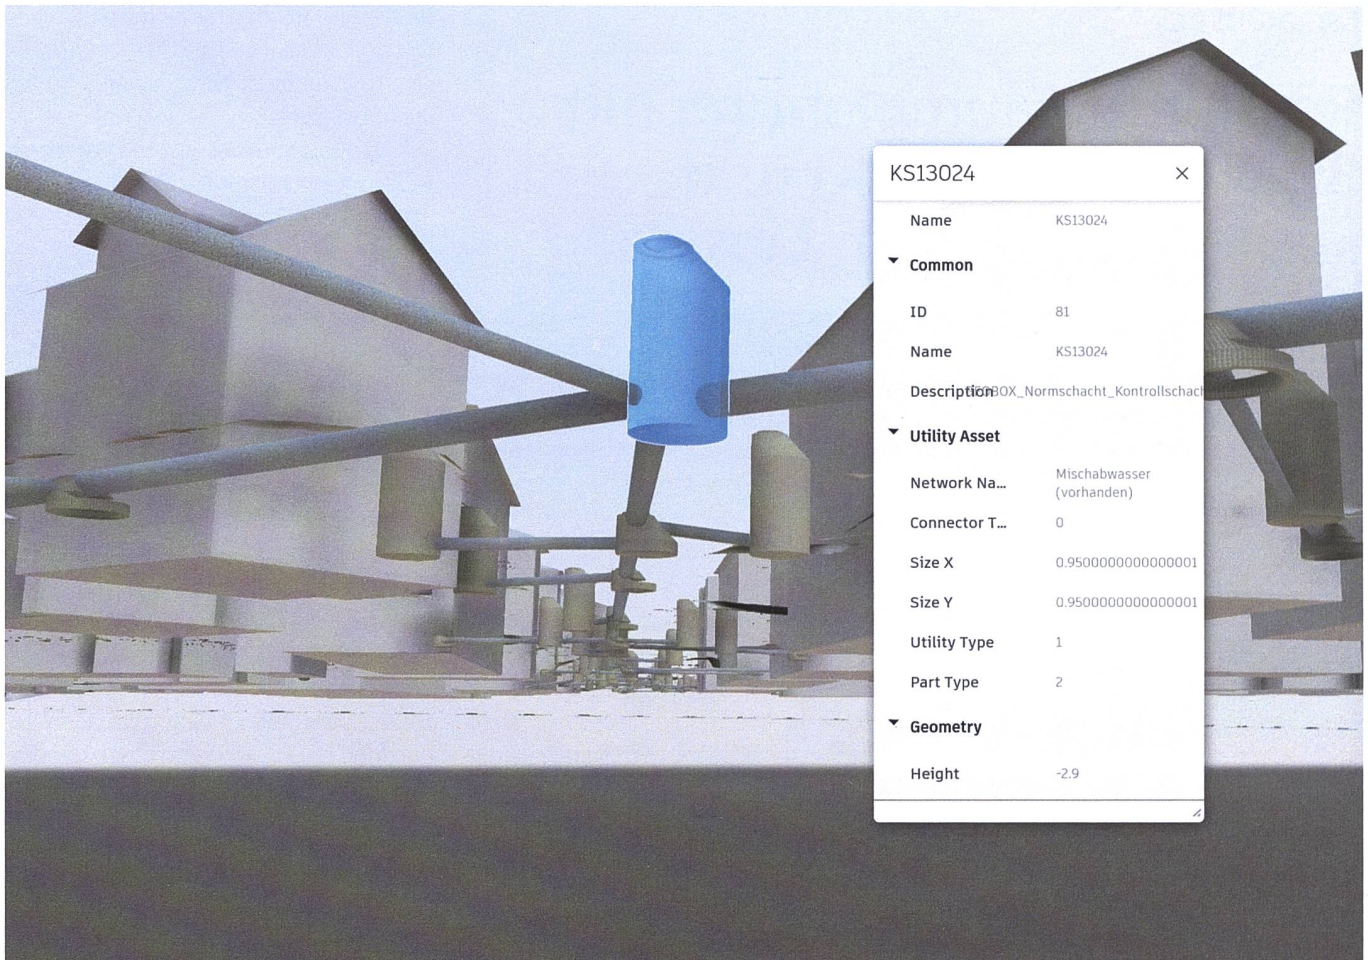 KS13024
Name KS13024
Common
ID 81
Name KS13024
Description BOX_Normschacht_Kontrollschach
Utility Asset
Network Na... Mischabwasser
(vorhanden)
Connector T... 0
Size X 0.9500000000000001
Size Y 0.9500000000000001
Utility Type 1
Part Type 2
Geometry
Height -2.9